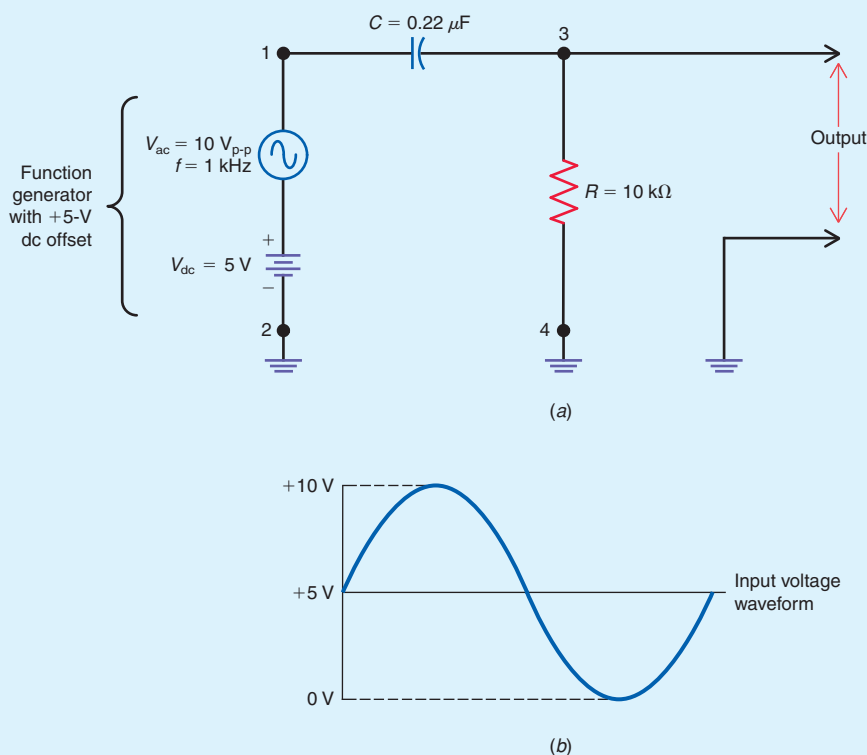 C = 0.22 μF
1
3
V_ac = 10 V_p-p
f = 1 kHz
Function
generator
with +5-V
dc offset
Output
R = 10 kΩ
+
V_dc = 5 V
−
2
4
(a)
+10 V
+5 V
Input voltage
waveform
0 V
(b)